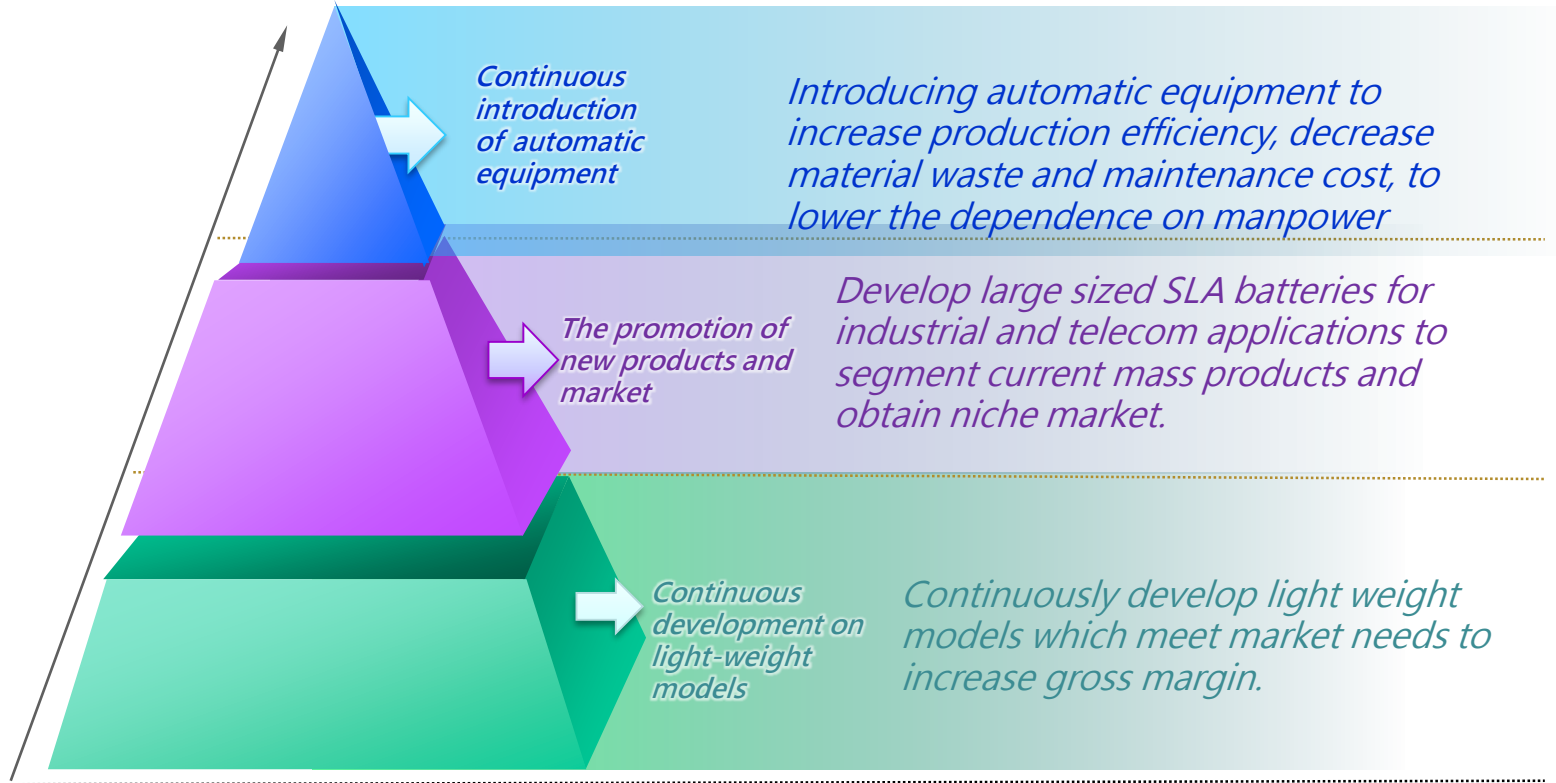 Continuous
introduction
of automatic
equipment
Introducing automatic equipment to
increase production efficiency, decrease
material waste and maintenance cost, to
lower the dependence on manpower
The promotion of
new products and
market
Develop large sized SLA batteries for
industrial and telecom applications to
segment current mass products and
obtain niche market.
Continuous
development on
light-weight
models
Continuously develop light weight
models which meet market needs to
increase gross margin.